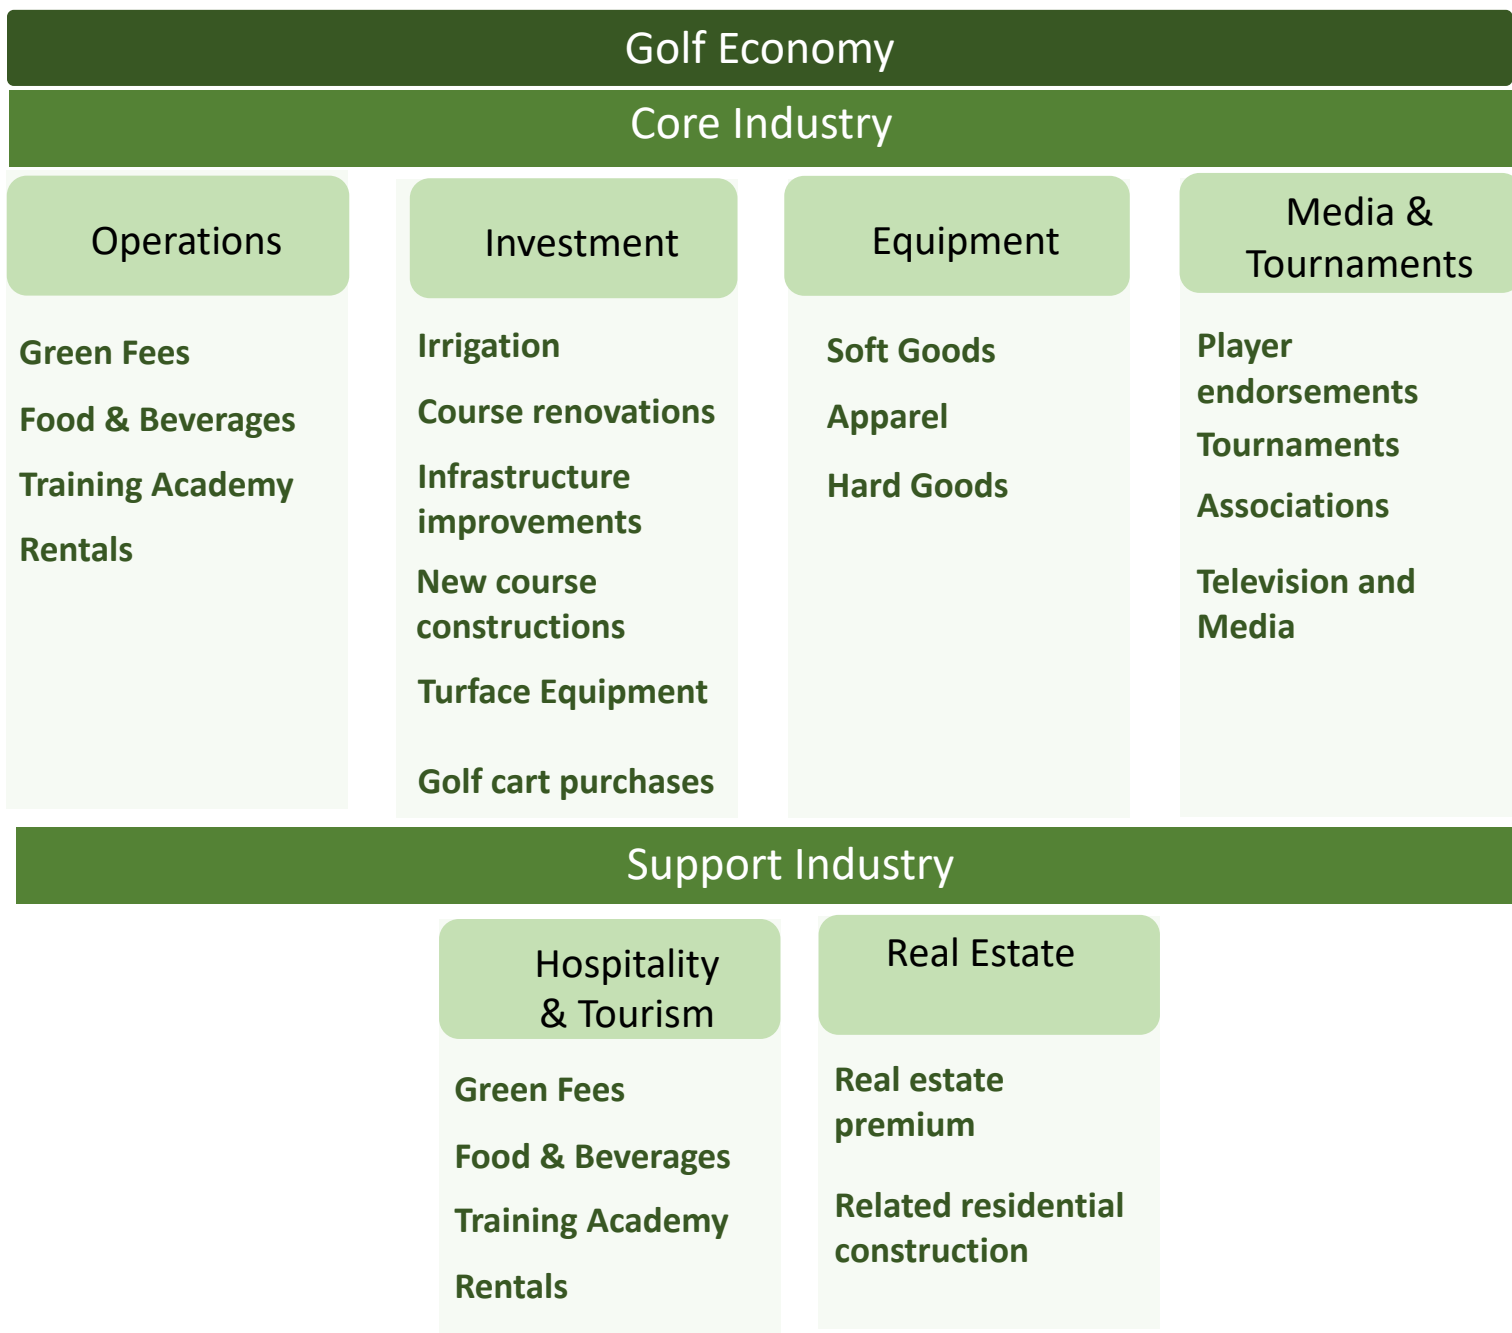 Golf Economy
Core Industry
Operations
Green Fees
Food & Beverages
Training Academy
Rentals
Investment
Irrigation
Course renovations
Infrastructure
improvements
New course
constructions
Turface Equipment
Golf cart purchases
Equipment
Soft Goods
Apparel
Hard Goods
Media &
Tournaments
Player
endorsements
Tournaments
Associations
Television and
Media
Support Industry
Hospitality
& Tourism
Green Fees
Food & Beverages
Training Academy
Rentals
Real Estate
Real estate
premium
Related residential
construction